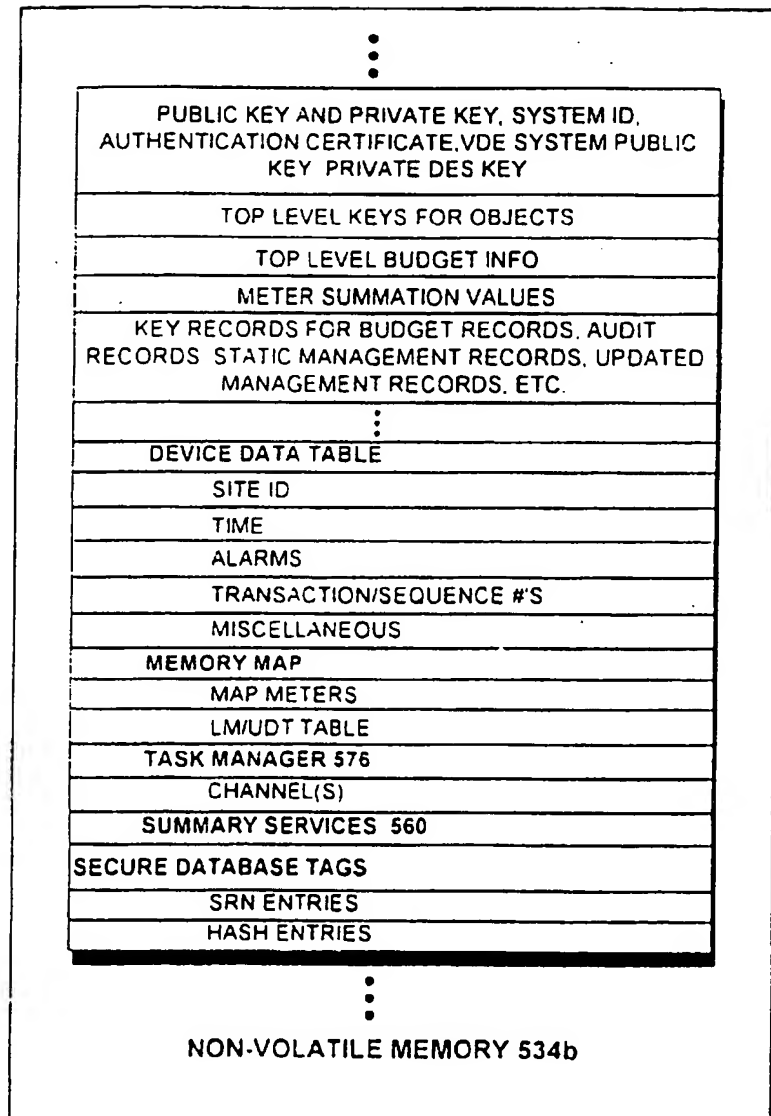 PUBLIC KEY AND PRIVATE KEY, SYSTEM ID,
AUTHENTICATION CERTIFICATE,VDE SYSTEM PUBLIC
KEY PRIVATE DES KEY
TOP LEVEL KEYS FOR OBJECTS
TOP LEVEL BUDGET INFO
METER SUMMATION VALUES
KEY RECORDS FOR BUDGET RECORDS, AUDIT
RECORDS STATIC MANAGEMENT RECORDS, UPDATED
MANAGEMENT RECORDS, ETC.
DEVICE DATA TABLE
SITE ID
TIME
ALARMS
TRANSACTION/SEQUENCE #'S
MISCELLANEOUS
MEMORY MAP
MAP METERS
LM/UDT TABLE
TASK MANAGER 576
CHANNEL(S)
SUMMARY SERVICES 560
SECURE DATABASE TAGS
SRN ENTRIES
HASH ENTRIES
NON-VOLATILE MEMORY 534b